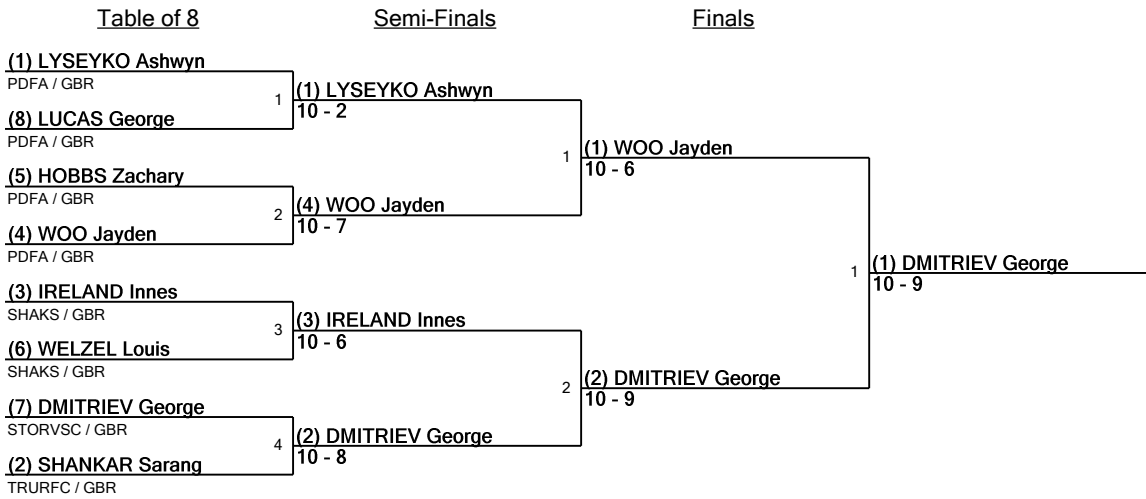 Table of 8
Semi-Finals
Finals
(1) LYSEYKO Ashwyn
PDFA / GBR
(8) LUCAS George
PDFA / GBR
(5) HOBBS Zachary
PDFA / GBR
(4) WOO Jayden
PDFA / GBR
(3) IRELAND Innes
SHAKS / GBR
(6) WELZEL Louis
SHAKS / GBR
(7) DMITRIEV George
STORVSC / GBR
(2) SHANKAR Sarang
TRURFC / GBR
1
(1) LYSEYKO Ashwyn
10 - 2
2
(4) WOO Jayden
10 - 7
3
(3) IRELAND Innes
10 - 6
4
(2) DMITRIEV George
10 - 8
1
(1) WOO Jayden
10 - 6
2
(2) DMITRIEV George
10 - 9
1
(1) DMITRIEV George
10 - 9